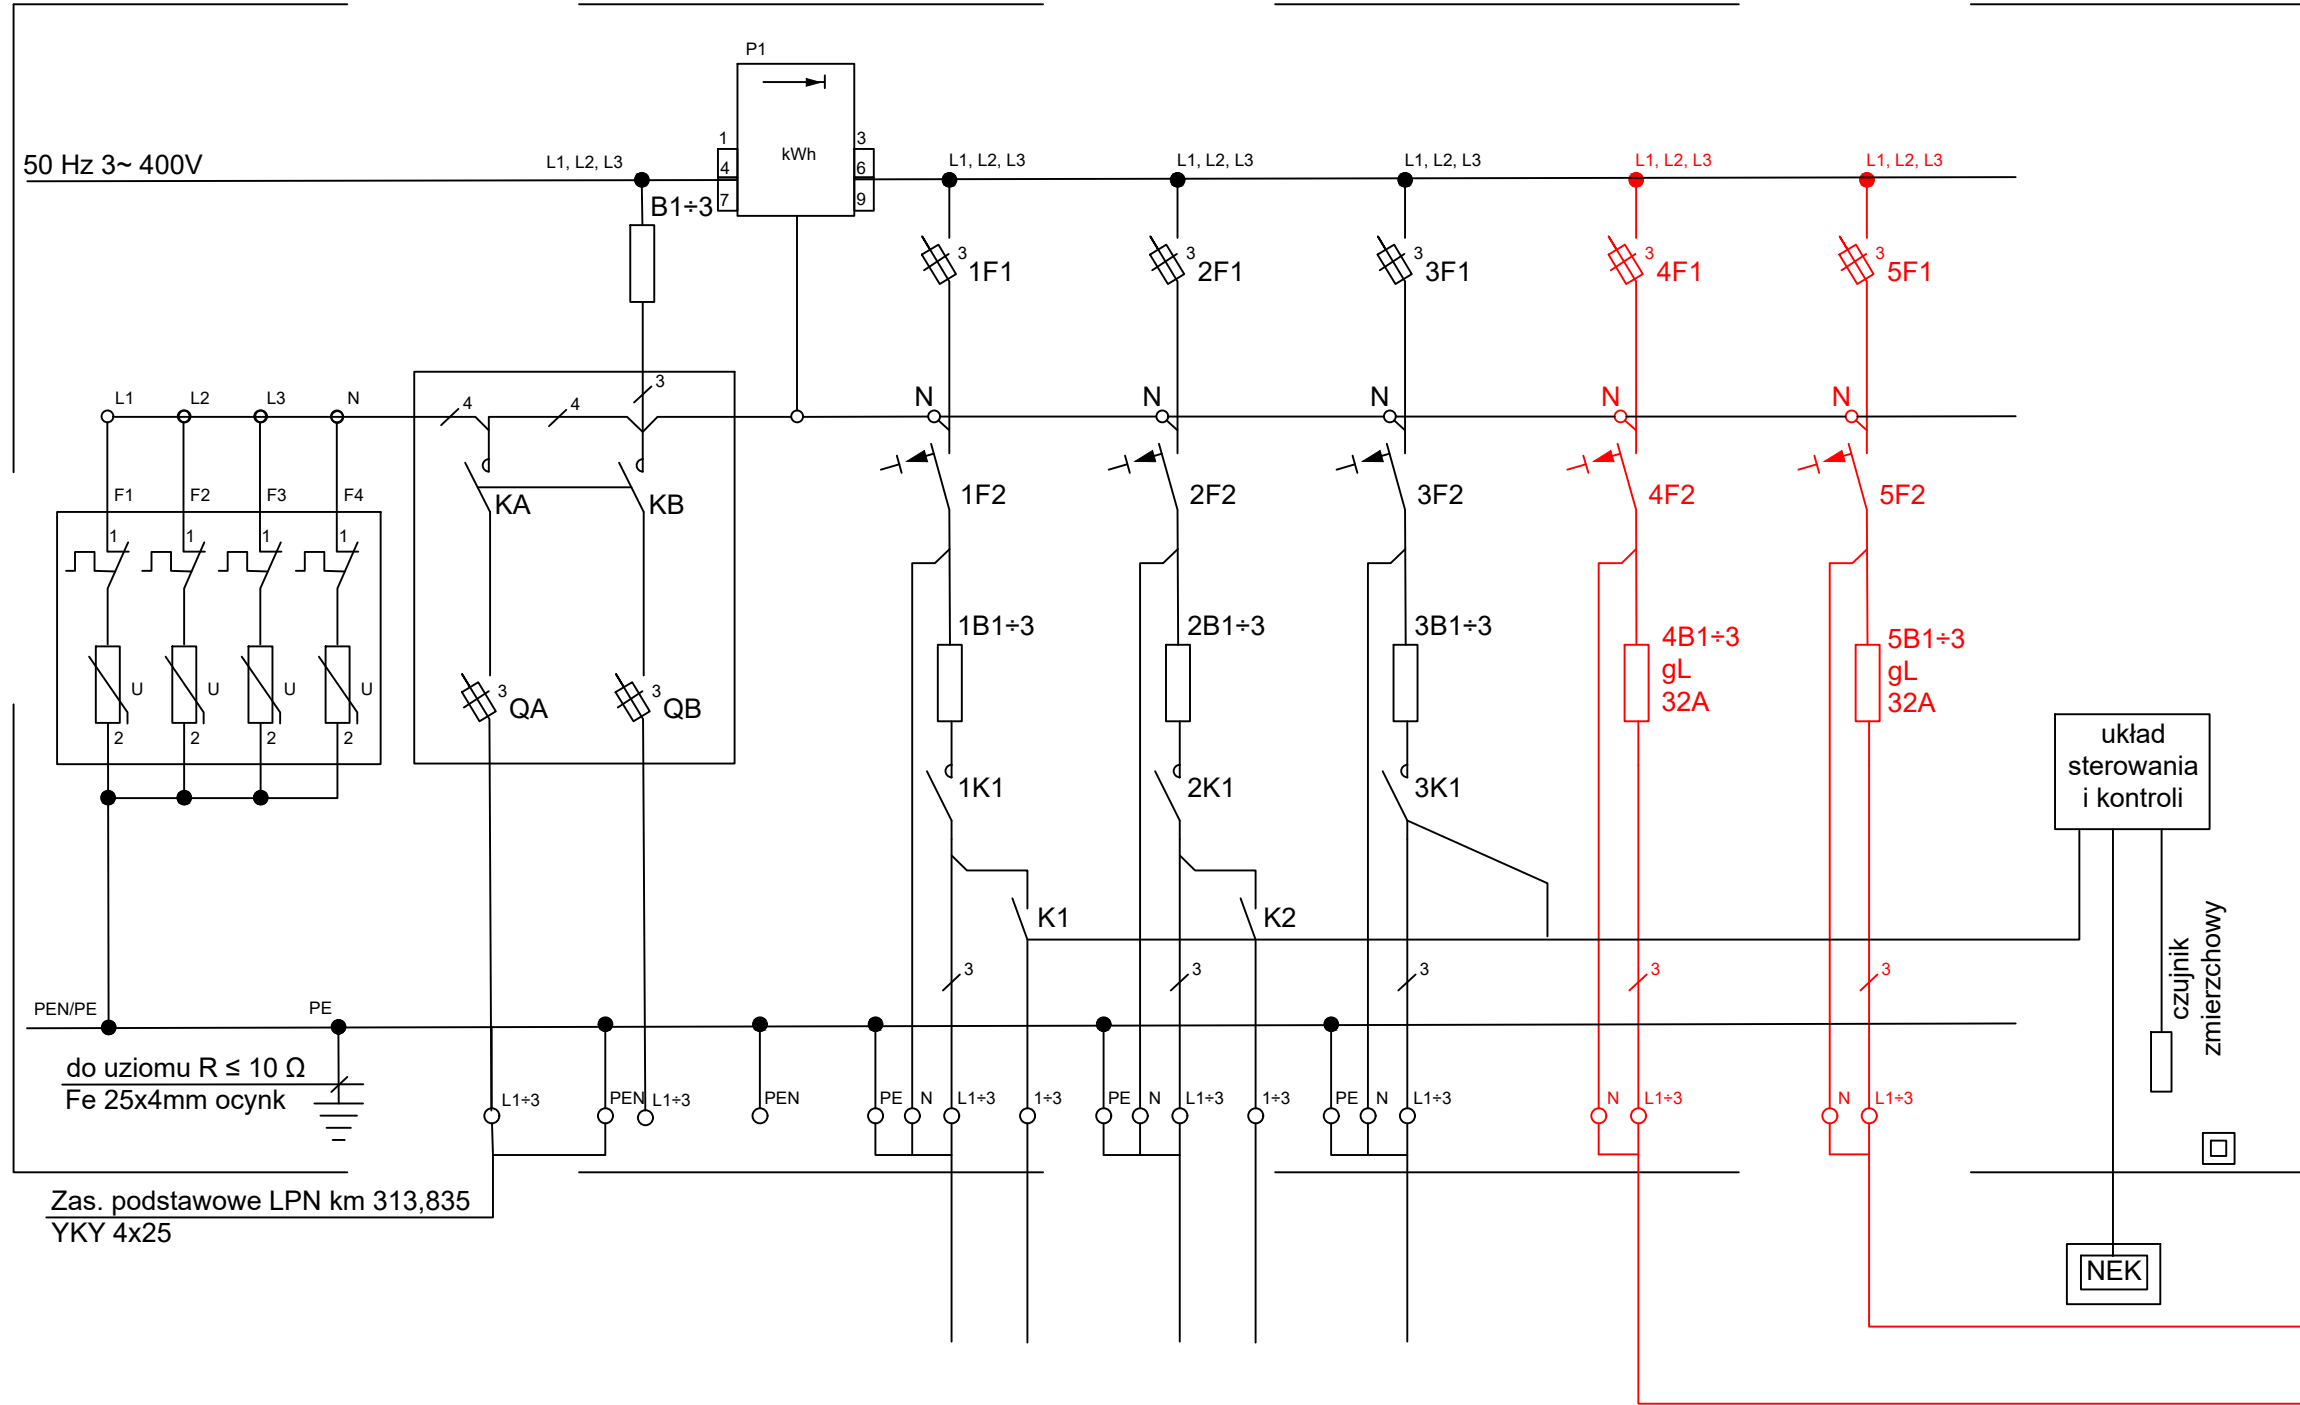 P1
kWh
1
4
7
3
6
9
50 Hz 3~ 400V
L1, L2, L3
L1, L2, L3
L1, L2, L3
L1, L2, L3
L1, L2, L3
L1, L2, L3
B1÷3
3
1F1
3
2F1
3
3F1
3
4F1
3
5F1
L1
L2
L3
N
4
4
3
N
N
N
N
N
F1
F2
F3
F4
KA
KB
1F2
2F2
3F2
4F2
5F2
1
1
1
1
1B1÷3
2B1÷3
3B1÷3
4B1÷3
gL
32A
5B1÷3
gL
32A
U
U
U
U
3
QA
3
QB
2
2
2
2
układ
sterowania
i kontroli
1K1
2K1
3K1
K1
K2
3
3
3
3
3
czujnik
zmierzchowy
PEN/PE
PE
do uziomu R ≤ 10 Ω
Fe 25x4mm ocynk
L1÷3
PEN
L1÷3
PEN
PE
N
L1÷3
1÷3
PE
N
L1÷3
1÷3
PE
N
L1÷3
N
L1÷3
N
L1÷3
Zas. podstawowe LPN km 313,835
YKY 4x25
NEK